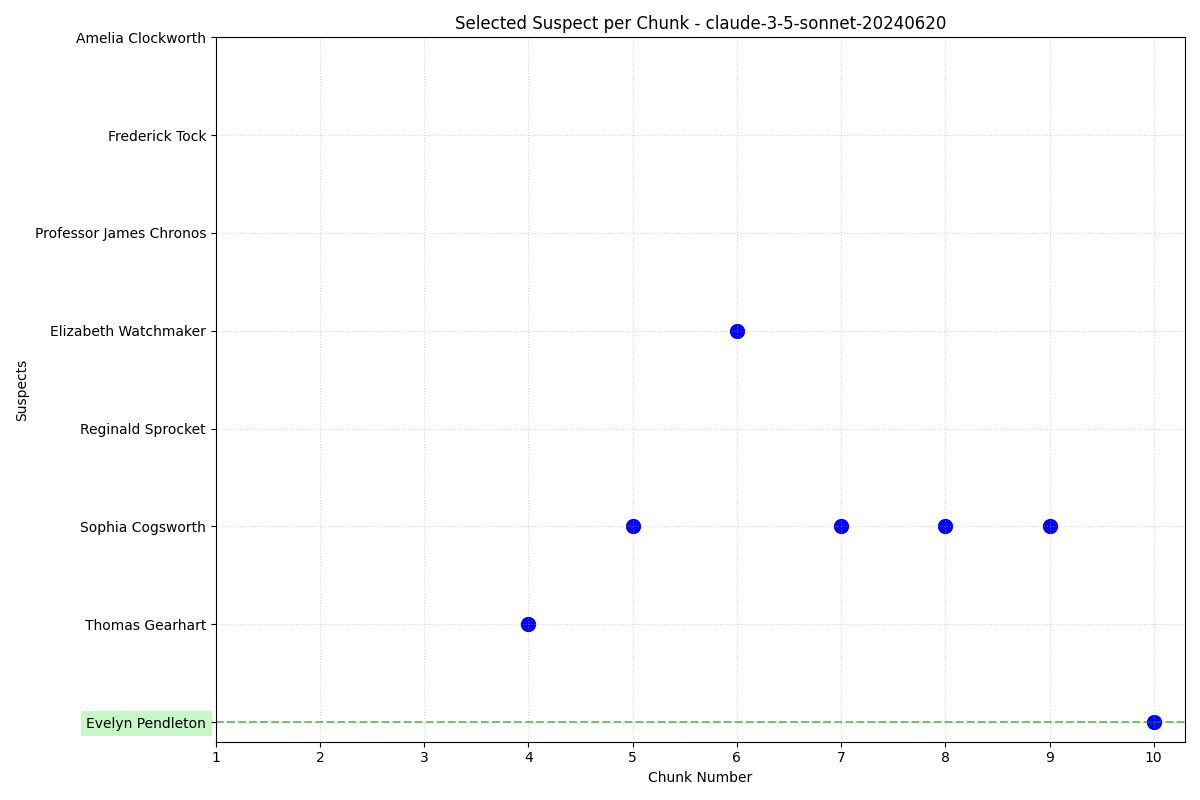 Selected Suspect per Chunk - claude-3-5-sonnet-20240620
Amelia Clockworth
Frederick Tock
Professor James Chronos
Elizabeth Watchmaker
Reginald Sprocket
Sophia Cogsworth
Thomas Gearhart
Evelyn Pendleton
Suspects
1 2 3 4 5 6 7 8 9 10
Chunk Number